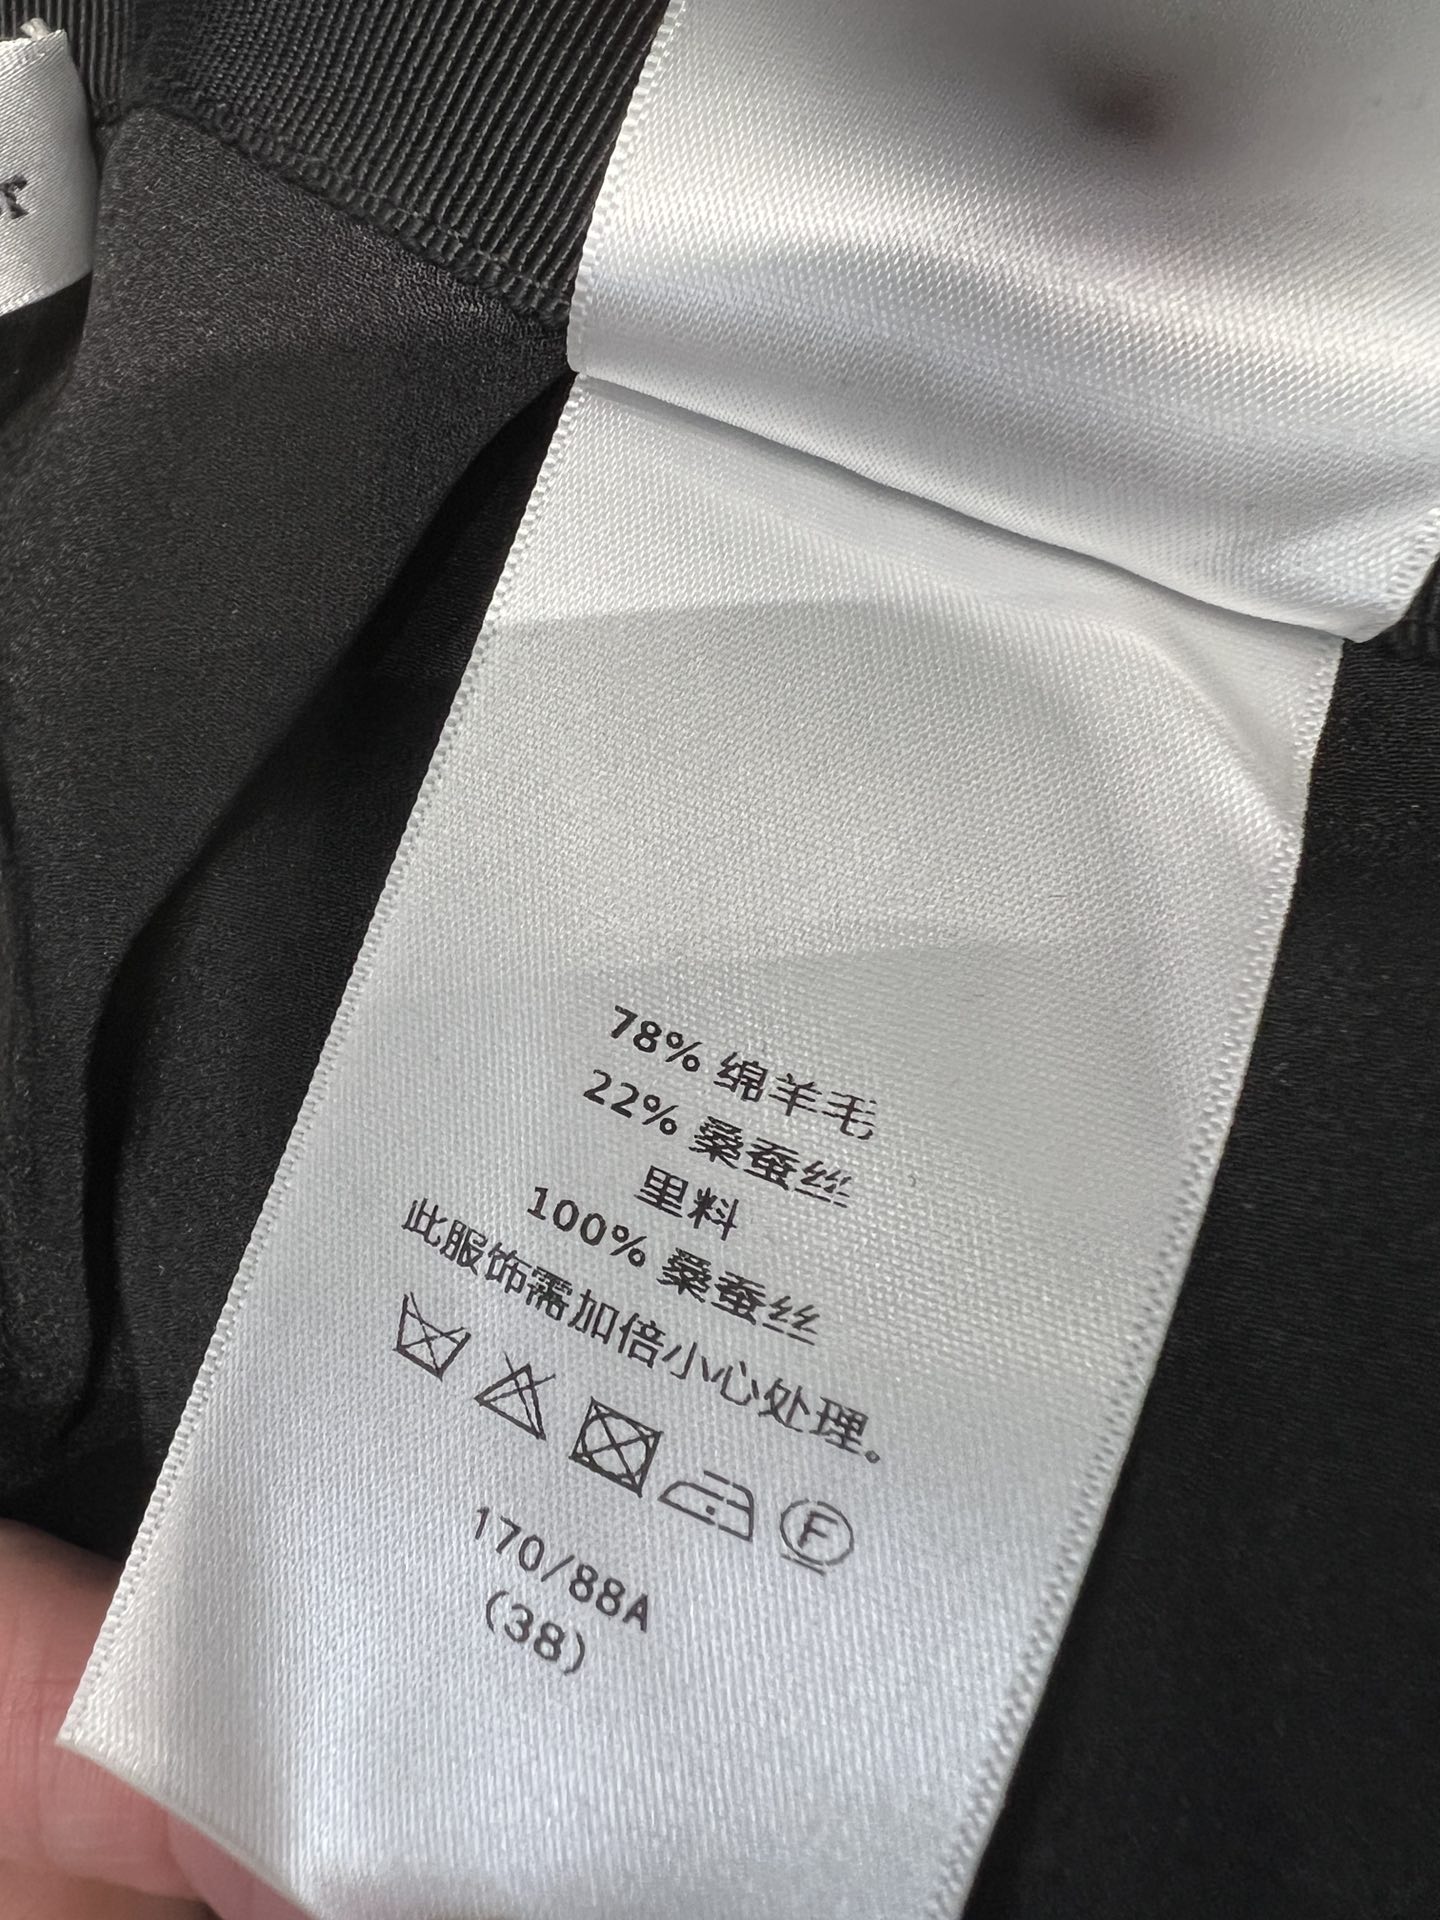 78% 绵羊毛
22% 桑蚕丝
里料
100% 桑蚕丝
此服饰需加倍小心处理。
F
170/88A
(38)